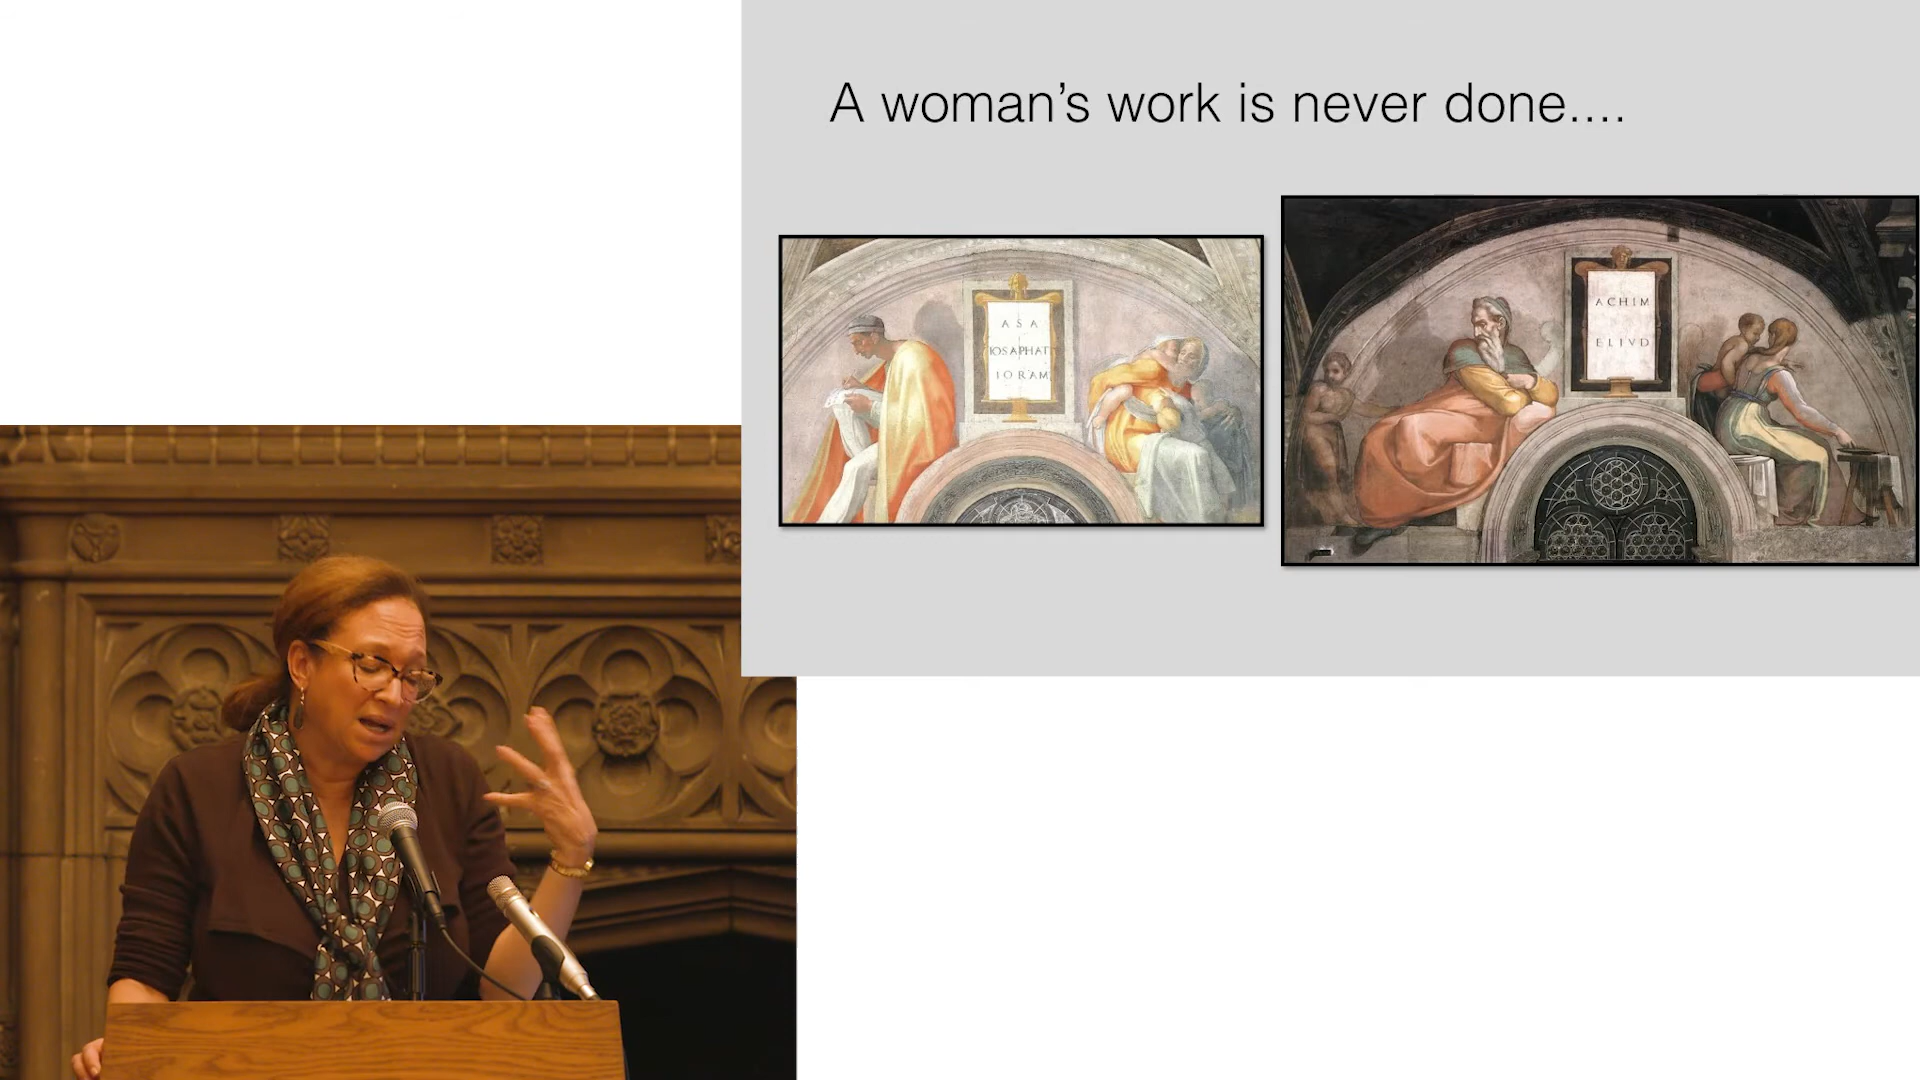 A woman's work is never done....
ASA
IOSAPHAT
IORAM
ACHIM
ELIVD